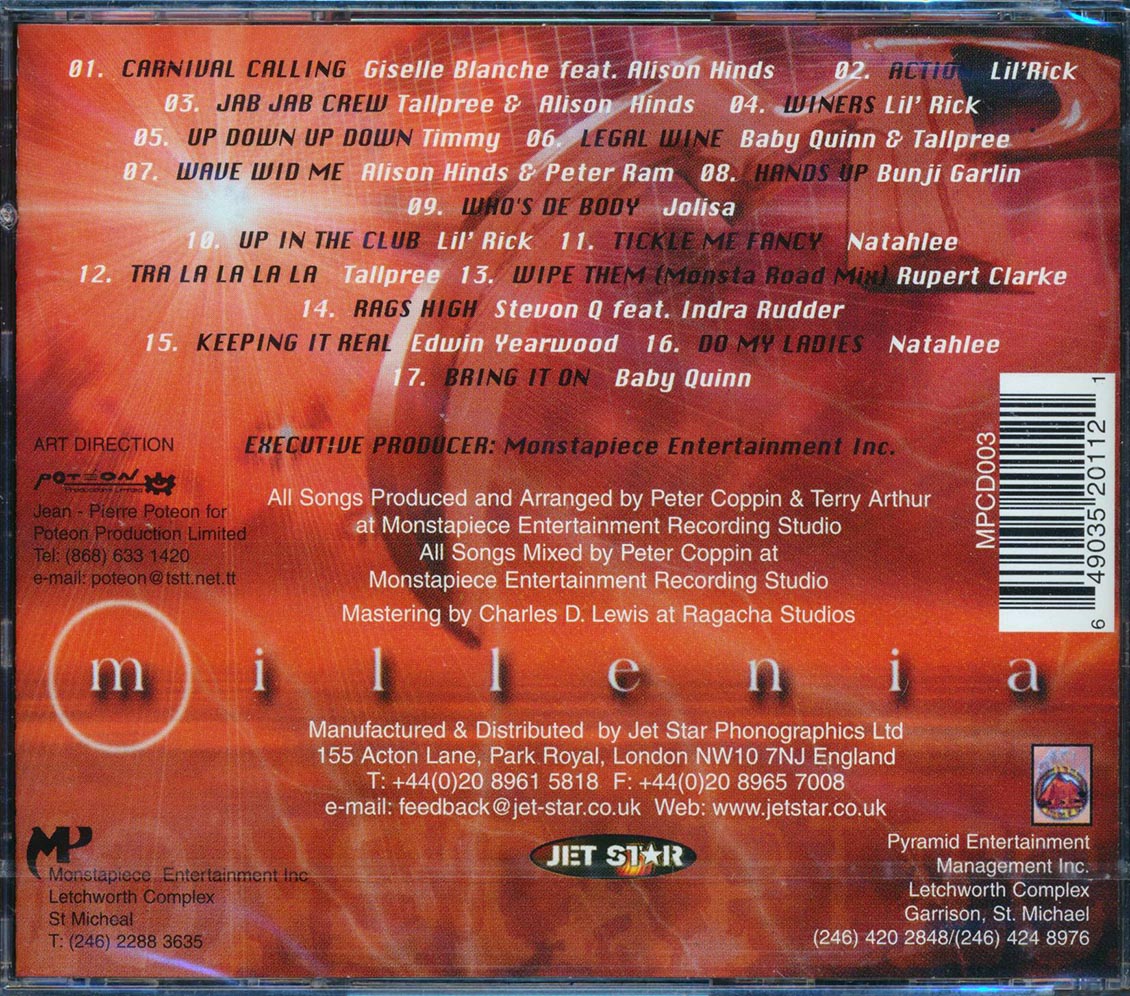 01. CARNIVAL CALLING Giselle Blanche feat. Alison Hinds 02. ACTIO Lil'Rick
03. JAB JAB CREW Tallpree & Alison Hinds 04. WINERS Lil' Rick
05. UP DOWN UP DOWN Timmy 06. LEGAL WINE Baby Quinn & Tallpree
07. WAVE WID ME Alison Hinds & Peter Ram 08. HANDS UP Bunji Garlin
09. WHO'S DE BODY Jolisa
10. UP IN THE CLUB Lil' Rick 11. TICKLE ME FANCY Natahlee
12. TRA LA LA LA LA Tallpree 13. WIPE THEM (Monsta Road Mix) Rupert Clarke
14. RAGS HIGH Stevon Q feat. Indra Rudder
15. KEEPING IT REAL Edwin Yearwood 16. DO MY LADIES Natahlee
17. BRING IT ON Baby Quinn
EXECUTIVE PRODUCER: Monstapiece Entertainment Inc.
ART DIRECTION
POTEON
Productions Limited
Jean - Pierre Poteon for
Poteon Production Limited
Tel: (868) 633 1420
e-mail: poteon@tstt.net.tt
All Songs Produced and Arranged by Peter Coppin & Terry Arthur
at Monstapiece Entertainment Recording Studio
All Songs Mixed by Peter Coppin at
Monstapiece Entertainment Recording Studio
Mastering by Charles D. Lewis at Ragacha Studios
MPCD003
6 49035 20112 1
millenia
Manufactured & Distributed by Jet Star Phonographics Ltd
155 Acton Lane, Park Royal, London NW10 7NJ England
T: +44(0)20 8961 5818 F: +44(0)20 8965 7008
e-mail: feedback@jet-star.co.uk Web: www.jetstar.co.uk
JET STAR
MP
Monstapiece Entertainment Inc
Letchworth Complex
St Micheal
T: (246) 2288 3635
Pyramid Entertainment
Management Inc.
Letchworth Complex
Garrison, St. Michael
(246) 420 2848/(246) 424 8976